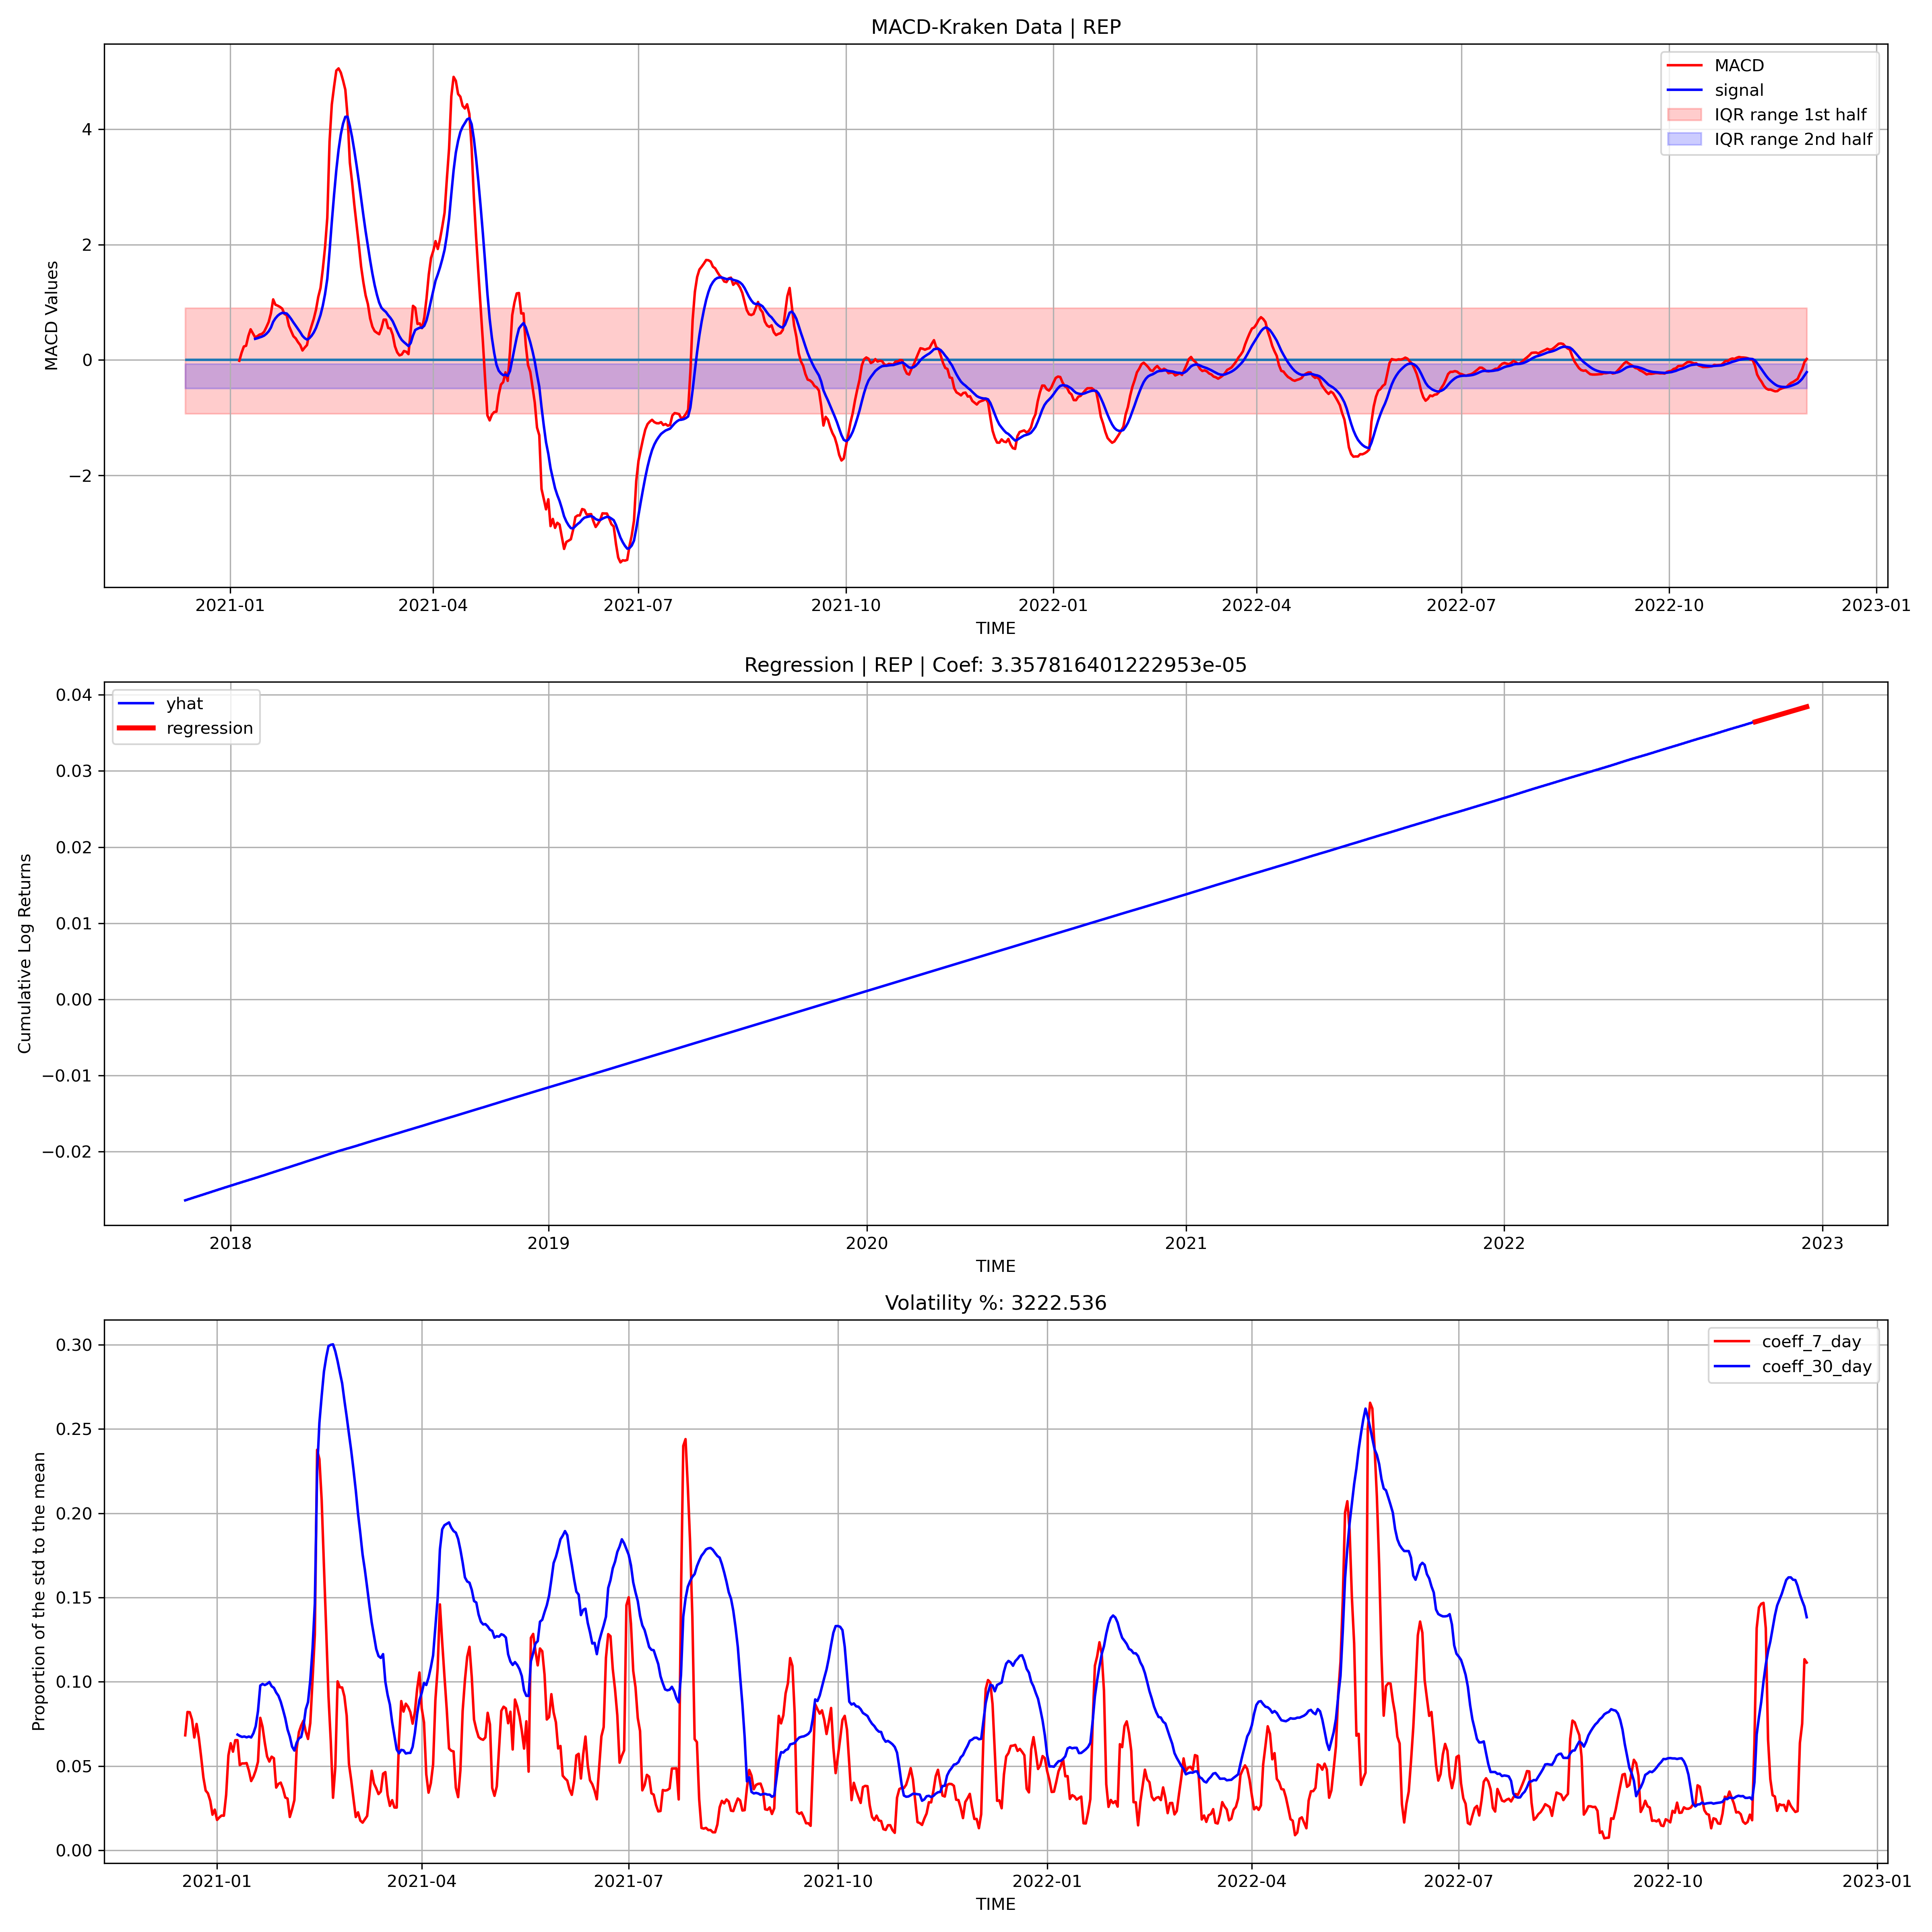 MACD-Kraken Data | REP
MACD
signal
IQR range 1st half
IQR range 2nd half
MACD Values
4
2
0
−2
2021-01 2021-04 2021-07 2021-10 2022-01 2022-04 2022-07 2022-10 2023-01
TIME
Regression | REP | Coef: 3.357816401222953e-05
yhat
regression
Cumulative Log Returns
0.04
0.03
0.02
0.01
0.00
−0.01
−0.02
2018 2019 2020 2021 2022 2023
TIME
Volatility %: 3222.536
coeff_7_day
coeff_30_day
Proportion of the std to the mean
0.30
0.25
0.20
0.15
0.10
0.05
0.00
2021-01 2021-04 2021-07 2021-10 2022-01 2022-04 2022-07 2022-10 2023-01
TIME